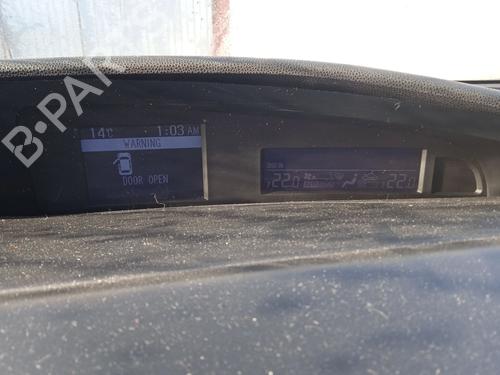 B-PARTS
14°C 1:03 AM
WARNING
DOOR OPEN
22.0 22.0